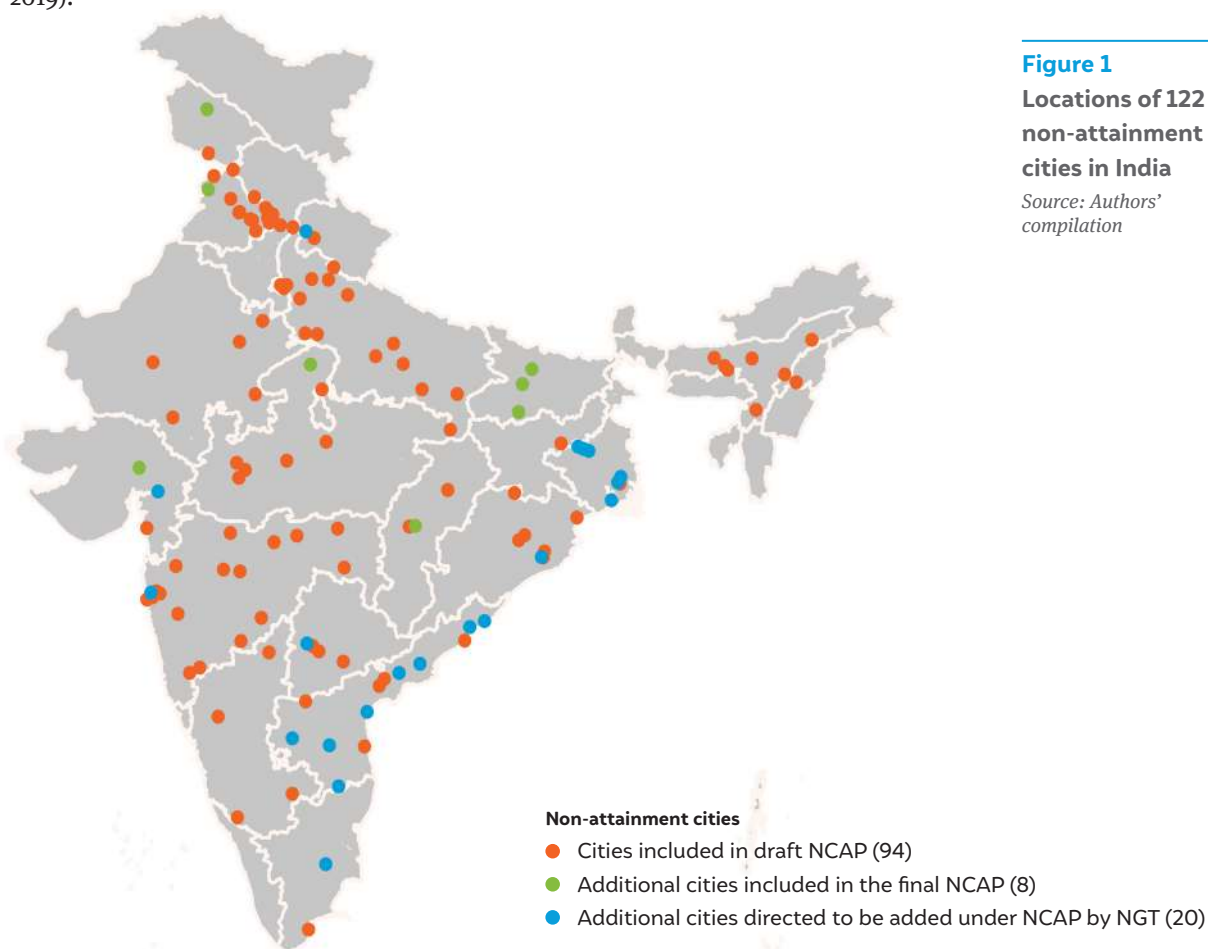 2019).
Figure 1
Locations of 122
non-attainment
cities in India
Source: Authors'
compilation
Non-attainment cities
Cities included in draft NCAP (94)
Additional cities included in the final NCAP (8)
Additional cities directed to be added under NCAP by NGT (20)